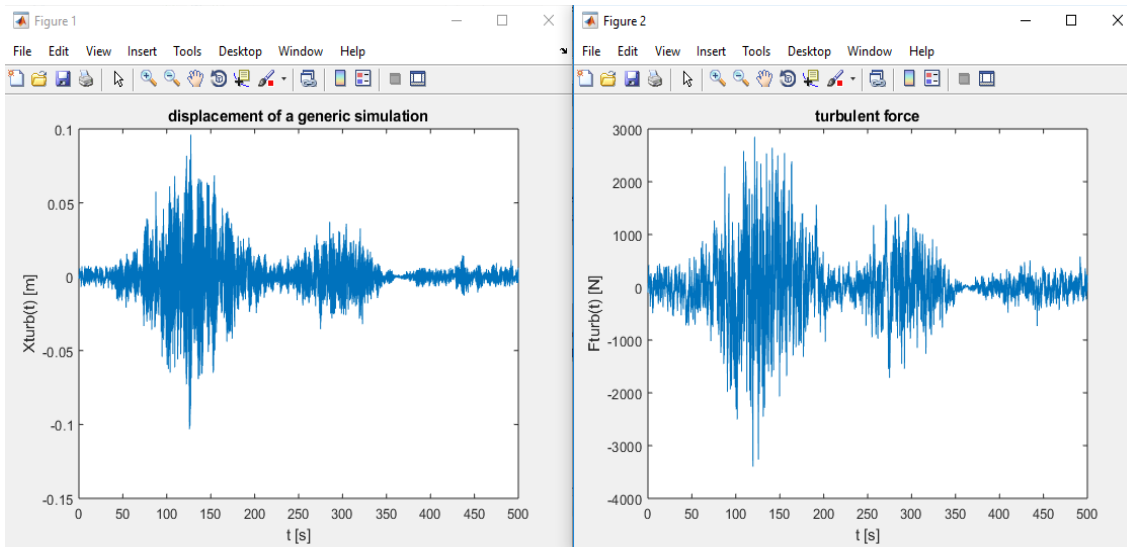 Figure 1
File Edit View Insert Tools Desktop Window Help
displacement of a generic simulation
0.1
0.05
0
-0.05
-0.1
-0.15
Xturb(t) [m]
0 50 100 150 200 250 300 350 400 450 500
t [s]
Figure 2
File Edit View Insert Tools Desktop Window Help
turbulent force
3000
2000
1000
0
-1000
-2000
-3000
-4000
Fturb(t) [N]
0 50 100 150 200 250 300 350 400 450 500
t [s]